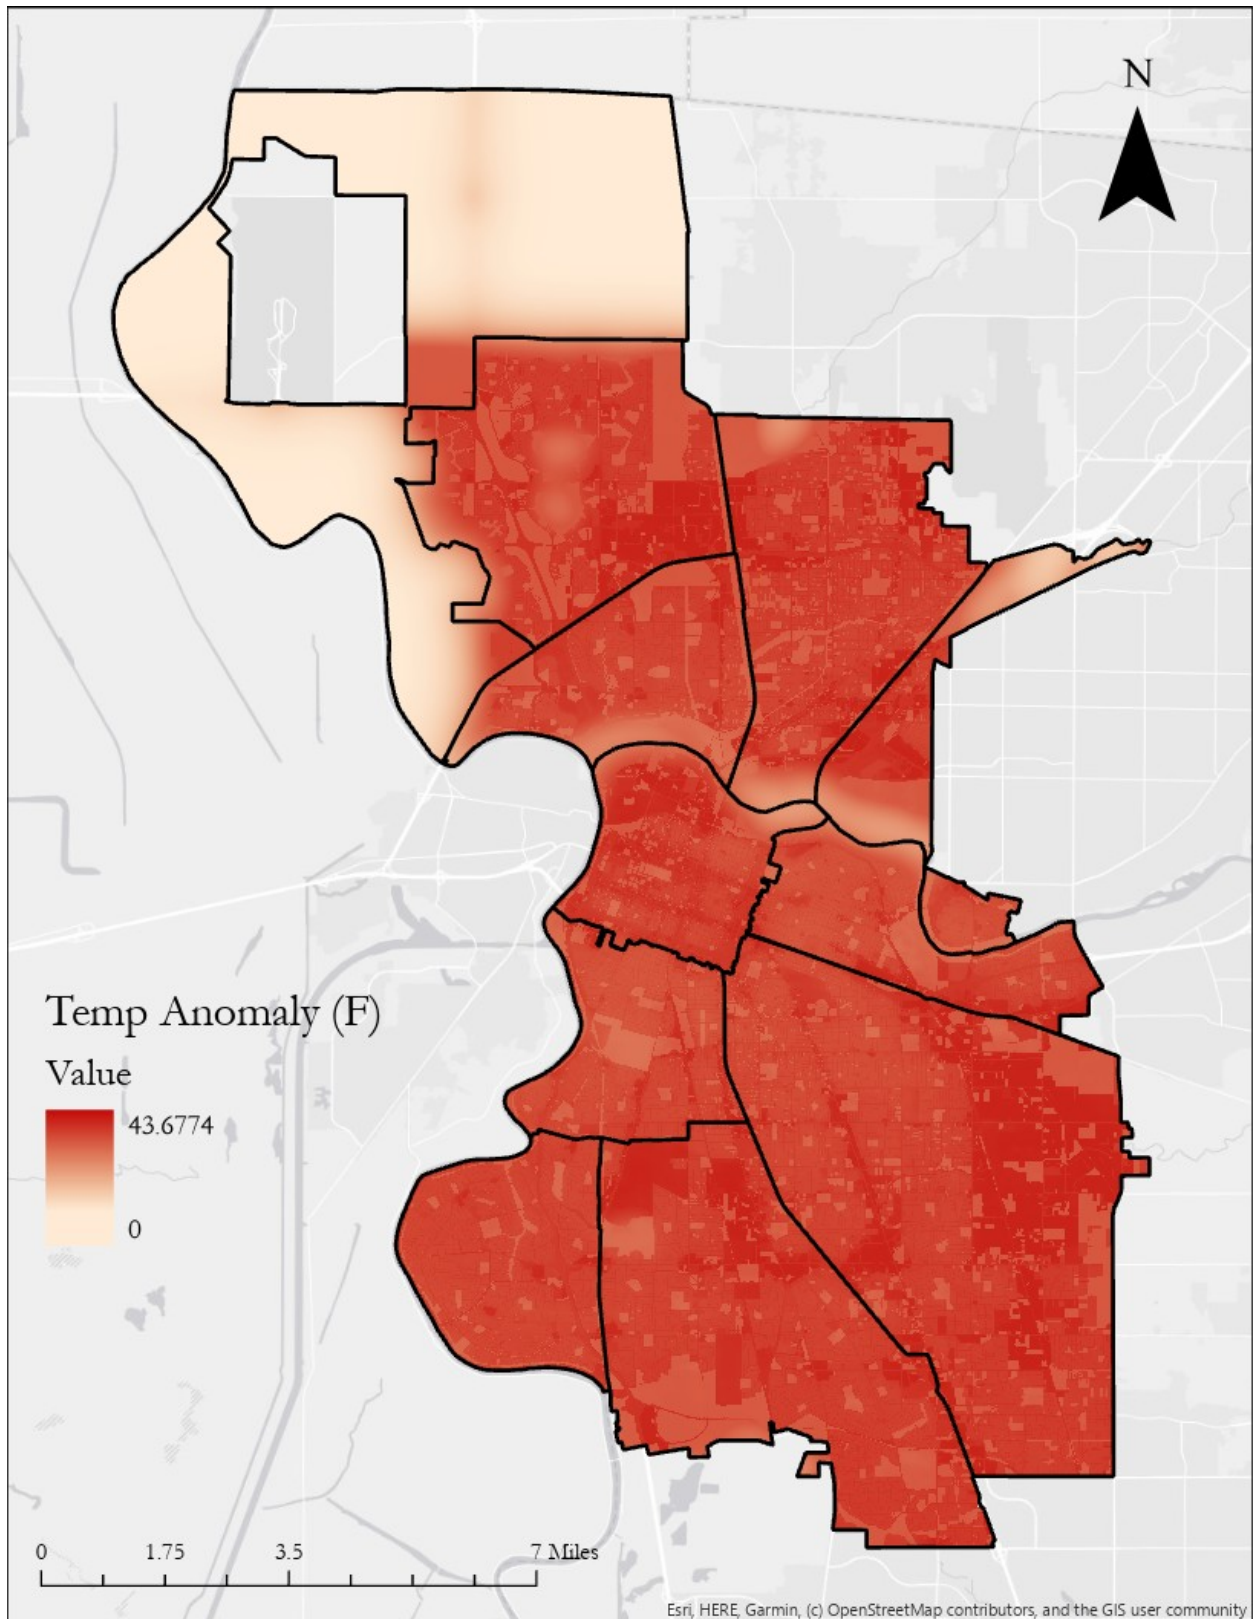 N
Temp Anomaly (F)
Value
43.6774
0
0 1.75 3.5 7 Miles
Esri, HERE, Garmin, (c) OpenStreetMap contributors, and the GIS user community